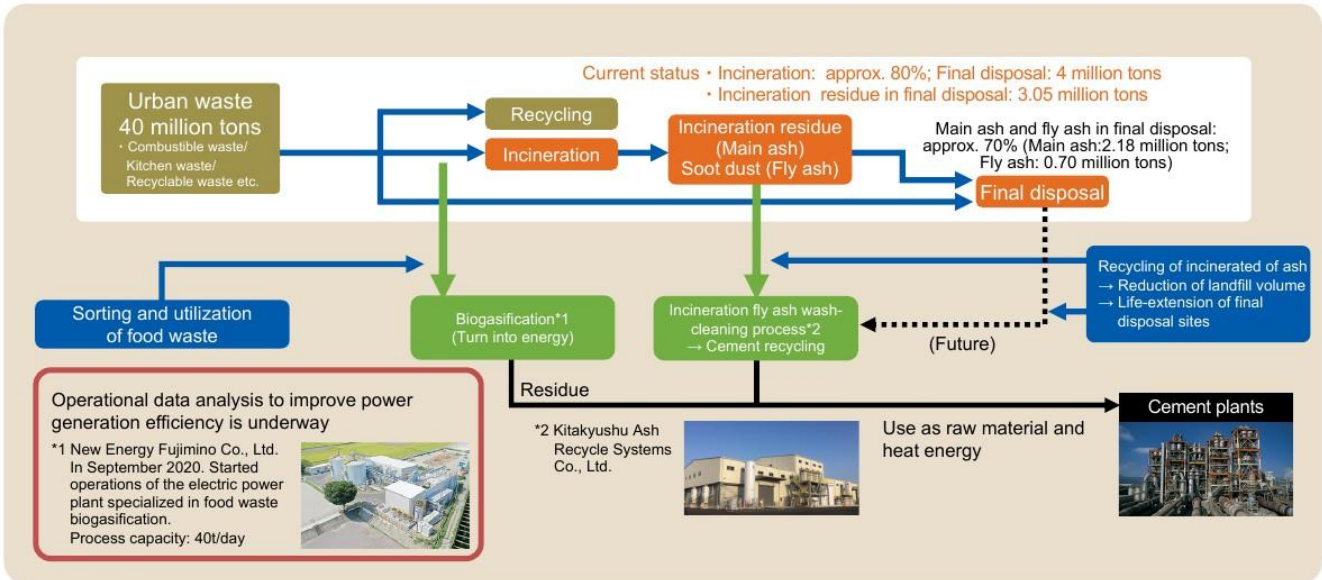 Current status・Incineration: approx. 80%; Final disposal: 4 million tons
・Incineration residue in final disposal: 3.05 million tons
Urban waste
40 million tons
・Combustible waste/
Kitchen waste/
Recyclable waste etc.
Recycling
Incineration
Incineration residue
(Main ash)
Soot dust (Fly ash)
Main ash and fly ash in final disposal:
approx. 70% (Main ash:2.18 million tons;
Fly ash: 0.70 million tons)
Final disposal
Sorting and utilization
of food waste
Biogasification*1
(Turn into energy)
Incineration fly ash wash-
cleaning process*2
→ Cement recycling
(Future)
Recycling of incinerated of ash
→ Reduction of landfill volume
→ Life-extension of final
disposal sites
Residue
Operational data analysis to improve power
generation efficiency is underway
*1 New Energy Fujimino Co., Ltd.
In September 2020. Started
operations of the electric power
plant specialized in food waste
biogasification.
Process capacity: 40t/day
*2 Kitakyushu Ash
Recycle Systems
Co., Ltd.
Use as raw material and
heat energy
Cement plants